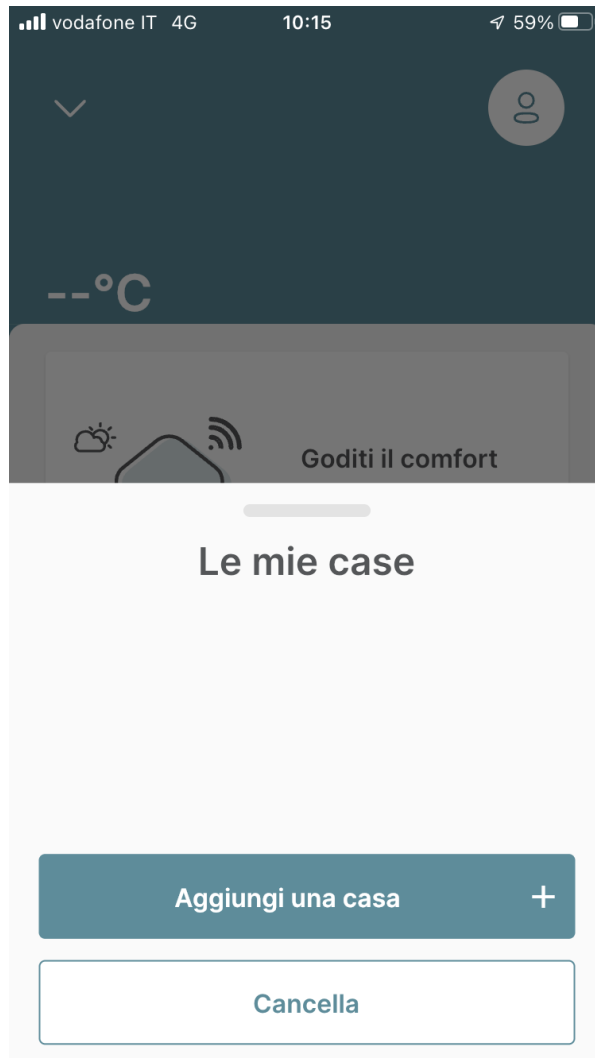 vodafone IT 4G 10:15 59%
--°C
Goditi il comfort
Le mie case
Aggiungi una casa +
Cancella